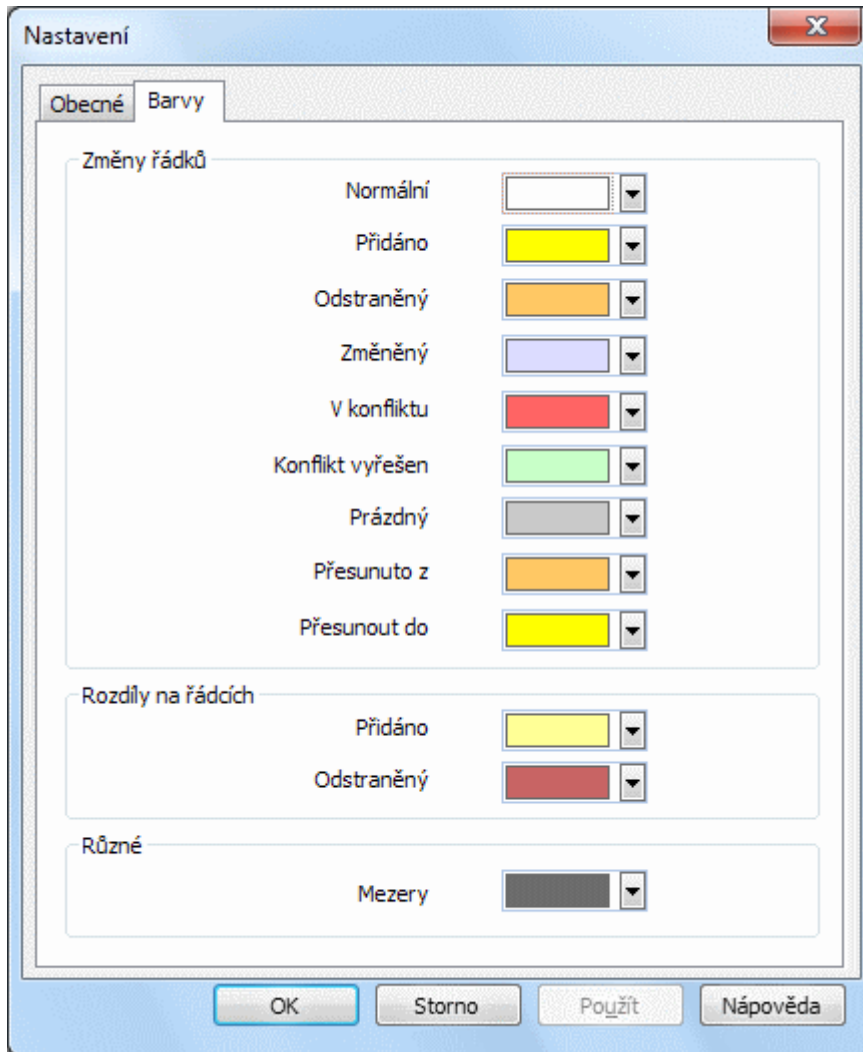 Nastavení
Obecné
Barvy
Změny řádků
Normální
Přidáno
Odstraněný
Změněný
V konfliktu
Konflikt vyřešen
Prázdný
Přesunuto z
Přesunout do
Rozdíly na řádcích
Přidáno
Odstraněný
Různé
Mezery
OK
Storno
Použít
Nápověda